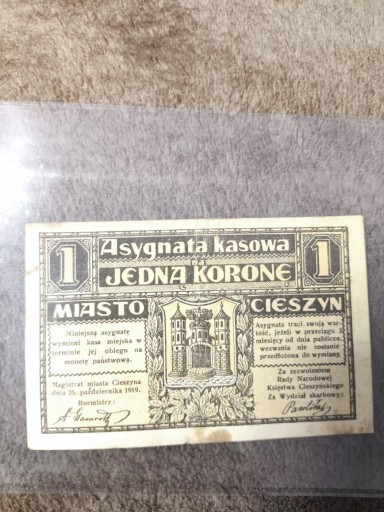 1 Asygnata kasowa 1
na
JEDNĄ KORONĘ
MIASTO CIESZYN
Niniejszą asygnatę
wymieni kasa miejska w
terminie jej obiegu na
monetę państwową.
Magistrat miasta Cieszyna
dnia 25. października 1919.
Burmistrz:
Asygnata traci swoją war-
tość, jeżeli w przeciągu 3
miesięcy od dnia publiczn.
wezwania nie zostanie
przedłożona do wymiany.
Za zezwoleniem
Rady Narodowej
Księstwa Cieszyńskiego
Za Wydział skarbowy: